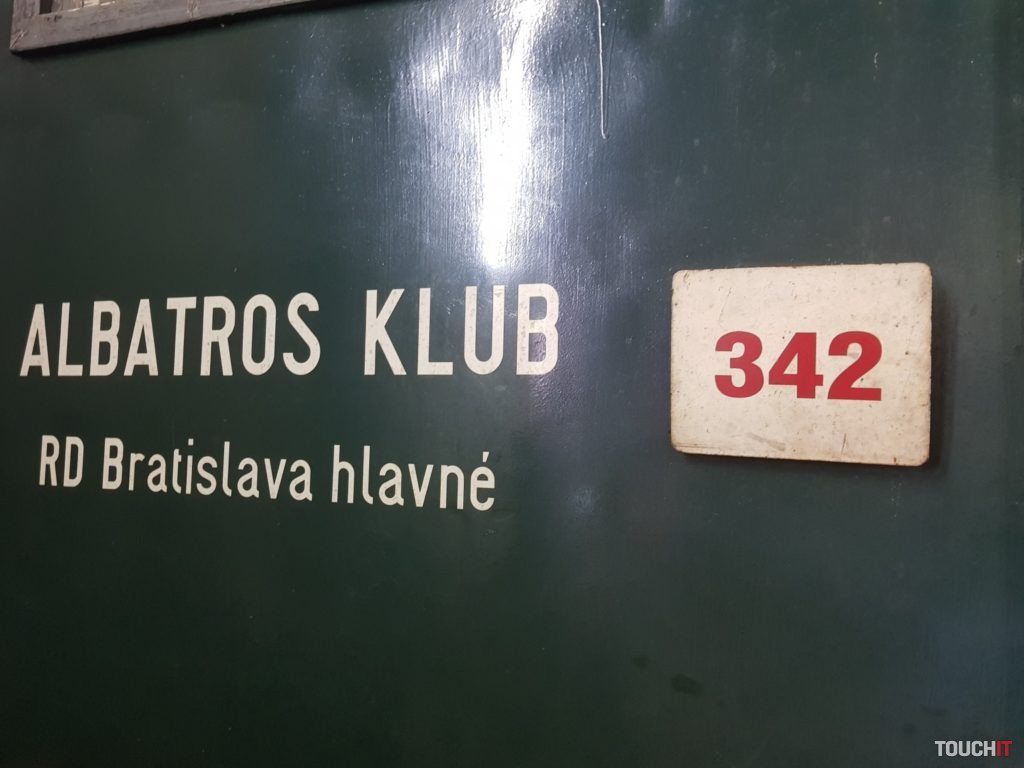 ALBATROS KLUB
342
RD Bratislava hlavné
TOUCHIT